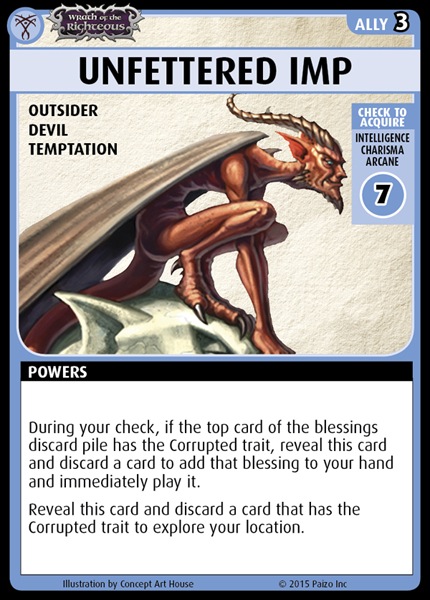 Wrath of the
Righteous
ALLY 3
UNFETTERED IMP
OUTSIDER
DEVIL
TEMPTATION
CHECK TO
ACQUIRE
INTELLIGENCE
CHARISMA
ARCANE
7
POWERS
During your check, if the top card of the blessings
discard pile has the Corrupted trait, reveal this card
and discard a card to add that blessing to your hand
and immediately play it.
Reveal this card and discard a card that has the
Corrupted trait to explore your location.
Illustration by Concept Art House
© 2015 Paizo Inc